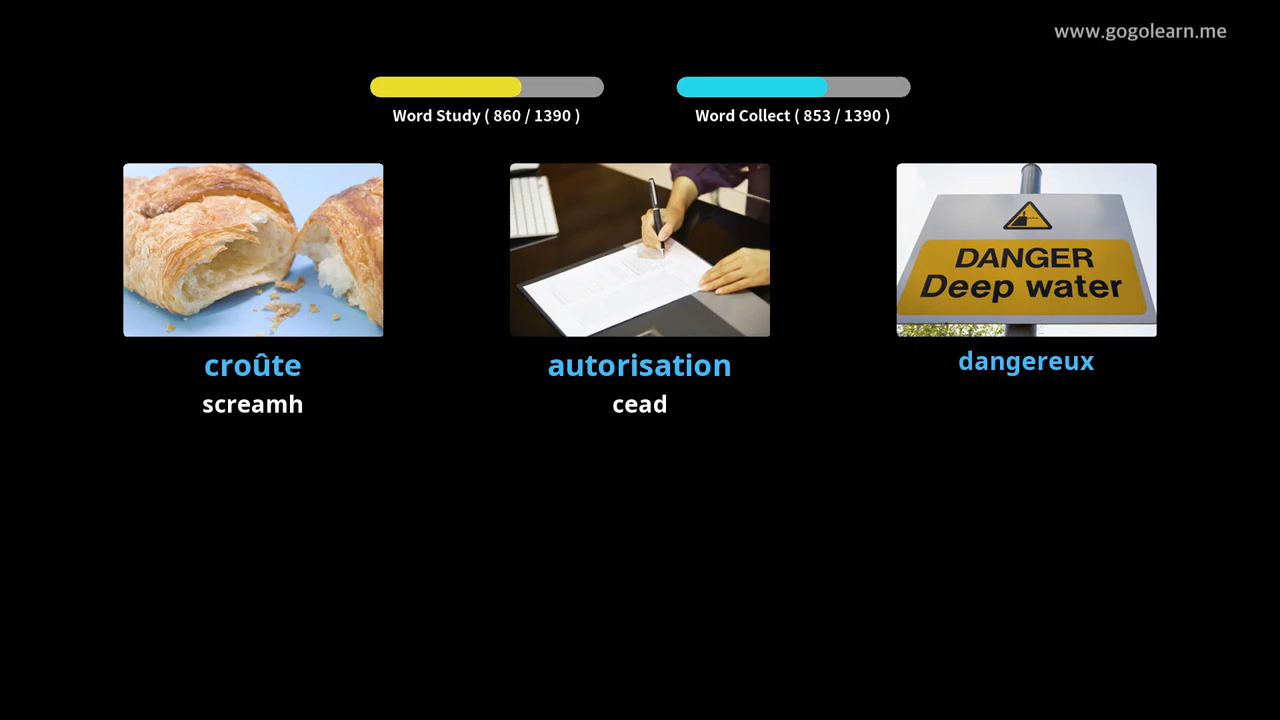 www.gogolearn.me
Word Study ( 860 / 1390 )
Word Collect ( 853 / 1390 )
DANGER
Deep water
croûte
autorisation
dangereux
screamh
cead